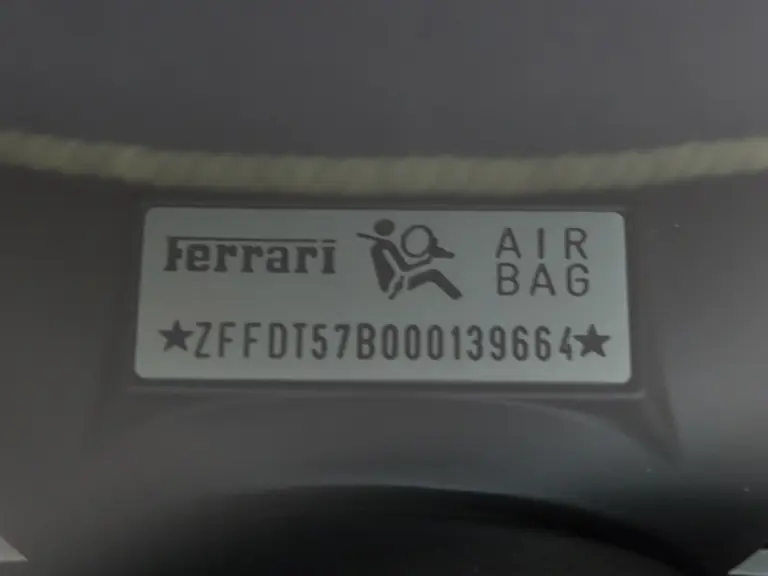 Ferrari
AIR
BAG
★ZFFDT57B000139664★